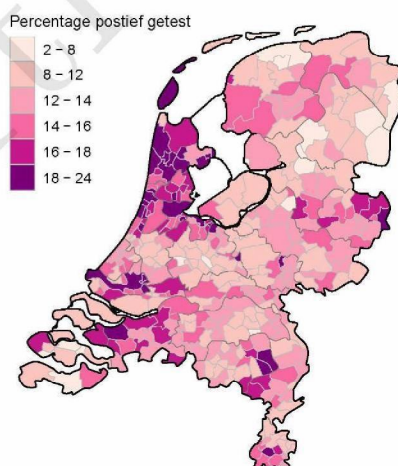 Percentage postief getest
2 – 8
8 – 12
12 – 14
14 – 16
16 – 18
18 – 24